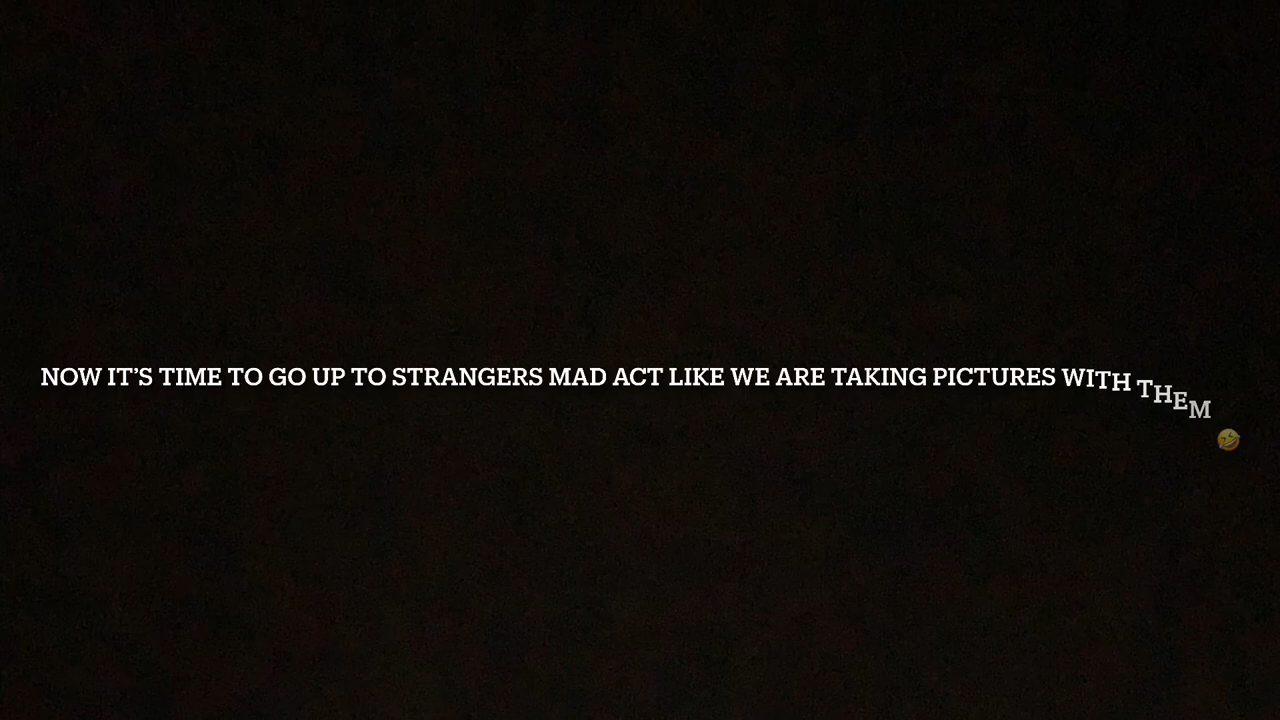 NOW IT’S TIME TO GO UP TO STRANGERS MAD ACT LIKE WE ARE TAKING PICTURES WITH THEM 🤣